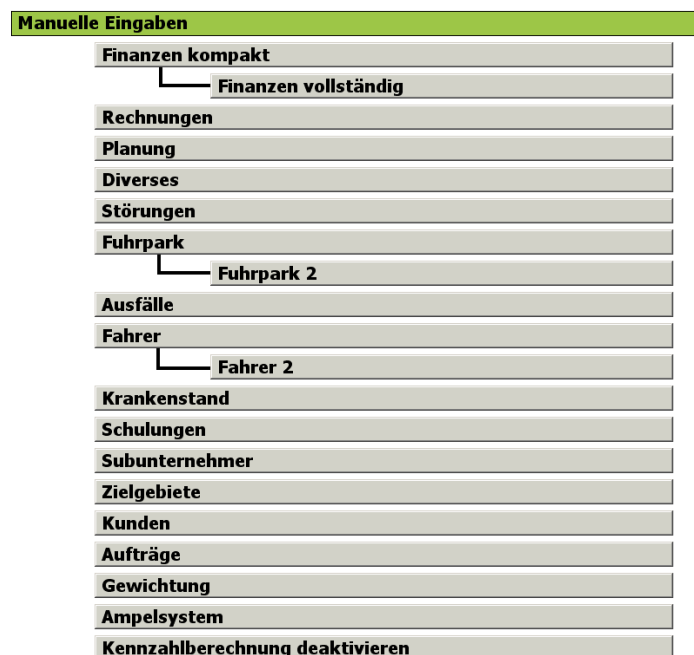 Manuelle Eingaben
Finanzen kompakt
Finanzen vollständig
Rechnungen
Planung
Diverses
Störungen
Fuhrpark
Fuhrpark 2
Ausfälle
Fahrer
Fahrer 2
Krankenstand
Schulungen
Subunternehmer
Zielgebiete
Kunden
Aufträge
Gewichtung
Ampelsystem
Kennzahlberechnung deaktivieren